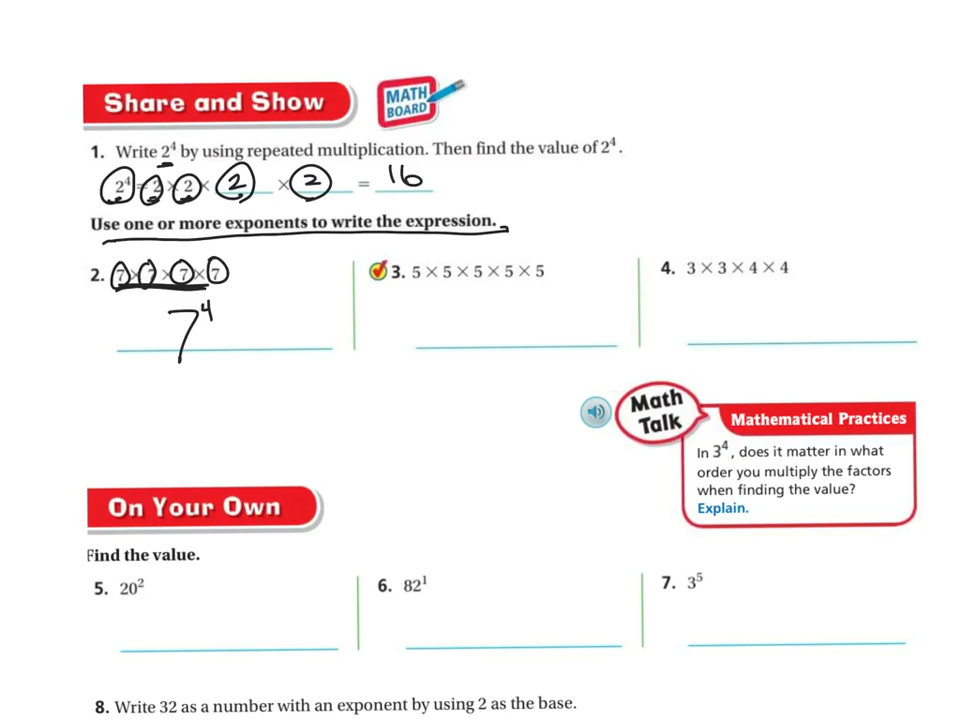 Share and Show
MATH
BOARD
1. Write 2⁴ by using repeated multiplication. Then find the value of 2⁴.
2⁴ = 2 × 2 × 2 × 2 = 16
Use one or more exponents to write the expression.
2. 7 × 7 × 7 × 7
3. 5 × 5 × 5 × 5 × 5
4. 3 × 3 × 4 × 4
7⁴
Math
Talk
Mathematical Practices
In 3⁴, does it matter in what
order you multiply the factors
when finding the value?
Explain.
On Your Own
Find the value.
5. 20²
6. 82¹
7. 3⁵
8. Write 32 as a number with an exponent by using 2 as the base.